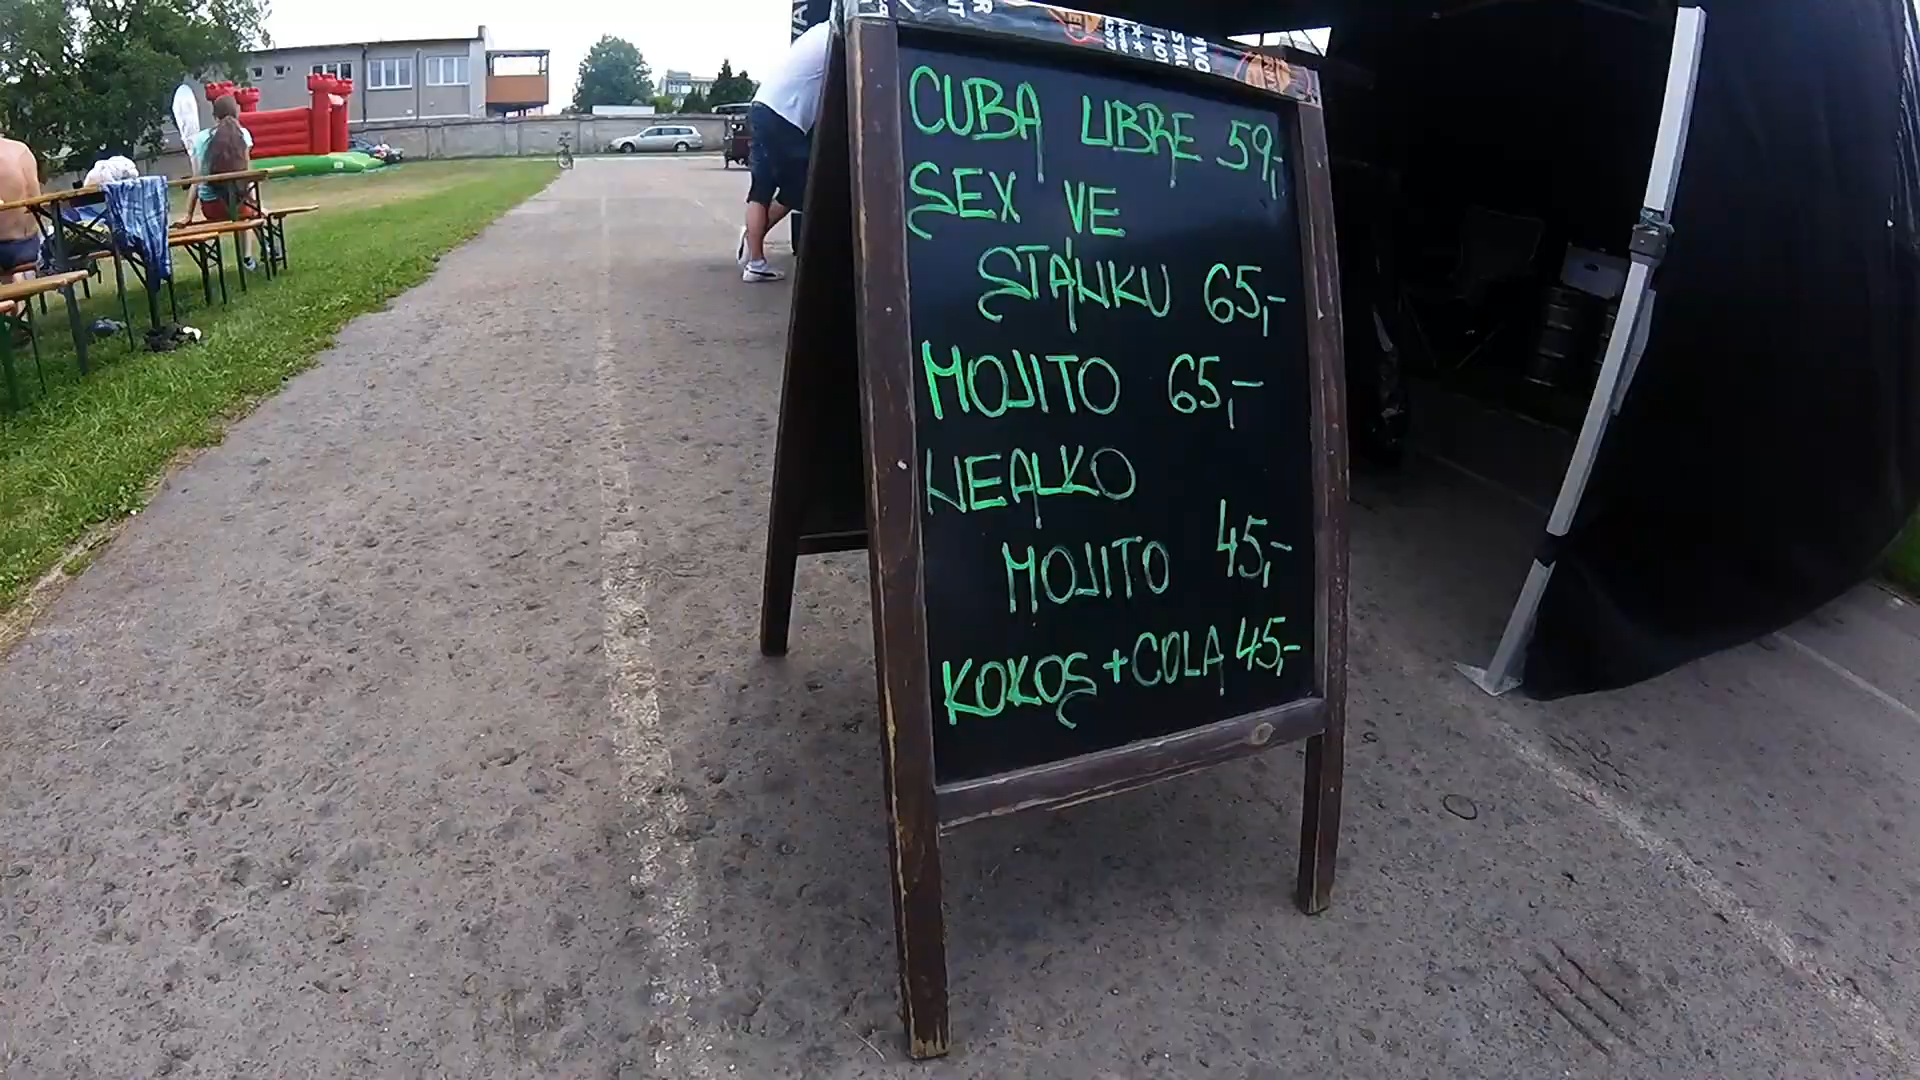 CUBA LIBRE 59,-
SEX VE
STÁNKU 65,-
MOJITO 65,-
NEALKO
MOJITO 45,-
KOKOS + COLA 45,-